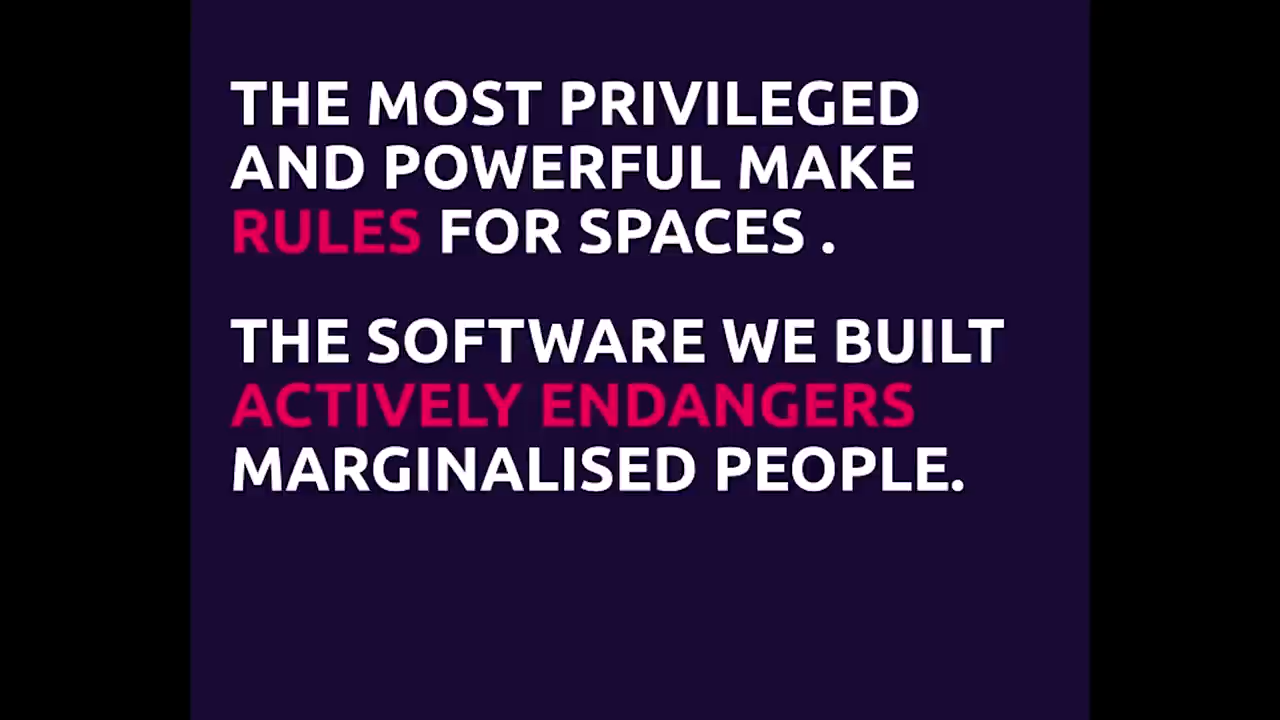 THE MOST PRIVILEGED
AND POWERFUL MAKE
RULES FOR SPACES .
THE SOFTWARE WE BUILT
ACTIVELY ENDANGERS
MARGINALISED PEOPLE.